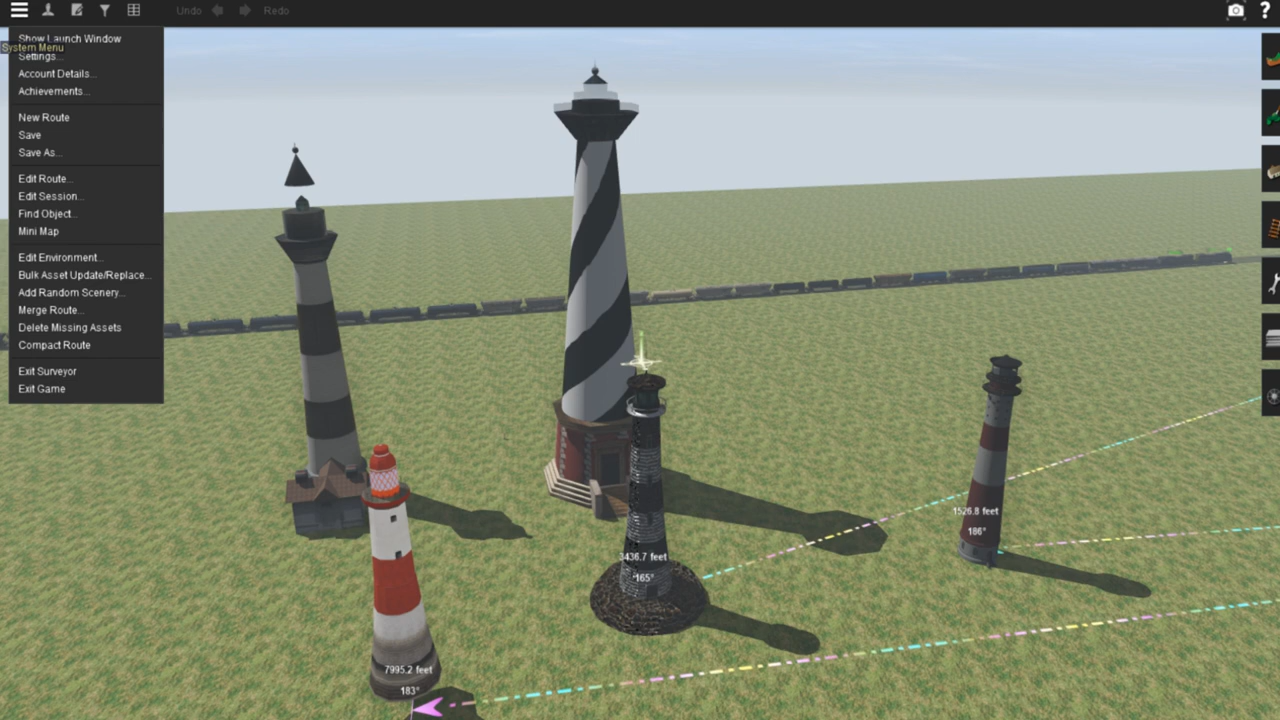 Undo
Redo
?
Show Launch Window
System Menu
Settings...
Account Details...
Achievements...
New Route
Save
Save As...
Edit Route...
Edit Session...
Find Object...
Mini Map
Edit Environment...
Bulk Asset Update/Replace...
Add Random Scenery...
Merge Route...
Delete Missing Assets
Compact Route
Exit Surveyor
Exit Game
1526.8 feet
186°
3436.7 feet
165°
7995.2 feet
183°